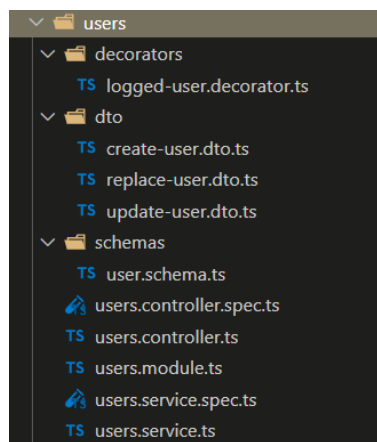 users
decorators
TS logged-user.decorator.ts
dto
TS create-user.dto.ts
TS replace-user.dto.ts
TS update-user.dto.ts
schemas
TS user.schema.ts
users.controller.spec.ts
TS users.controller.ts
TS users.module.ts
users.service.spec.ts
TS users.service.ts